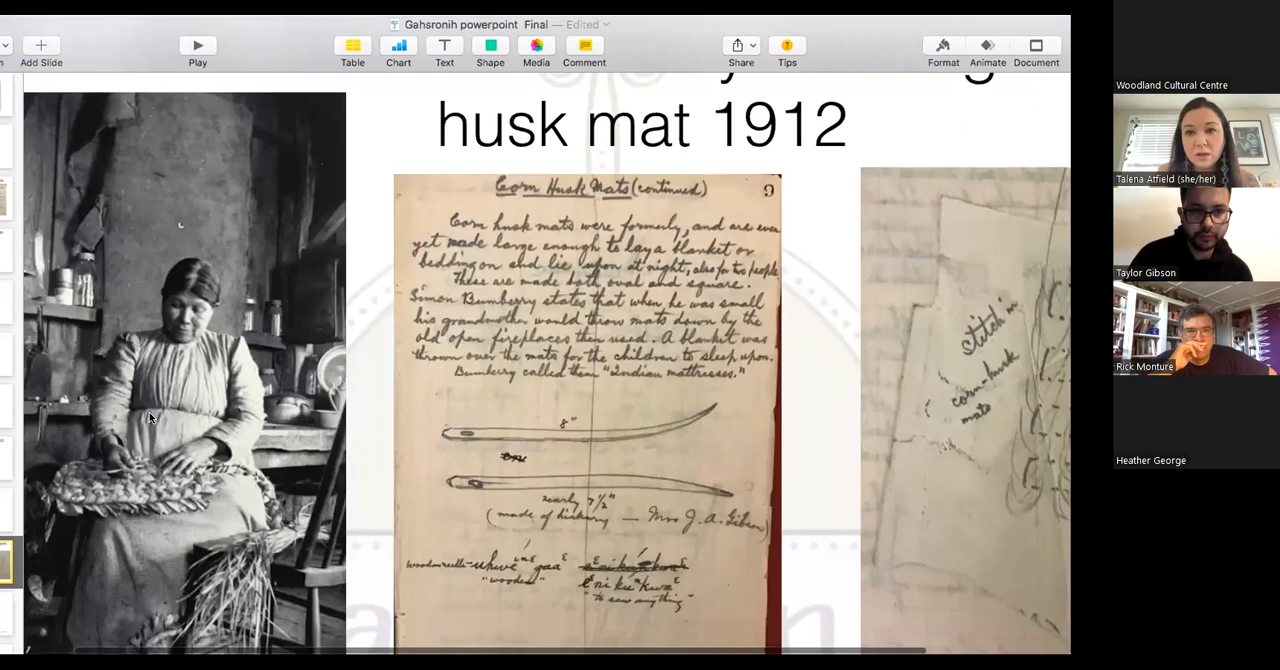 Gahsronih powerpoint Final — Edited
Add Slide
Play
Table
Chart
Text
Shape
Media
Comment
Share
Tips
Format
Animate
Document
husk mat 1912
Corn Husk Mats (continued) 9
Corn husk mats were formerly, and are even
yet made large enough to lay a blanket or
bedding on and lie upon at night, also for two people.
These are made both oval and square.
Simon Bumberry states that when he was small
his grandmother would throw mats down by the
old open fireplaces then used. A blanket was
thrown over the mats for the children to sleep upon.
Bumberry called them "Indian mattresses."
8"
nearly 7½"
(made of hickory — Mrs J. A. Gibson)
wooden needle
"wooden"
"to sew anything"
Stitch in
corn-husk
mats
Woodland Cultural Centre
Talena Atfield (she/her)
Taylor Gibson
Rick Monture
Heather George